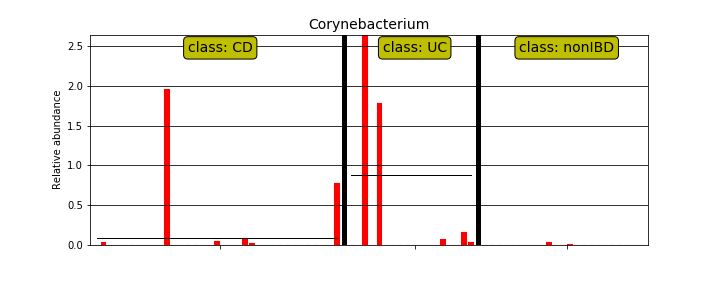 Corynebacterium
class: CD
class: UC
class: nonIBD
Relative abundance
2.5
2.0
1.5
1.0
0.5
0.0